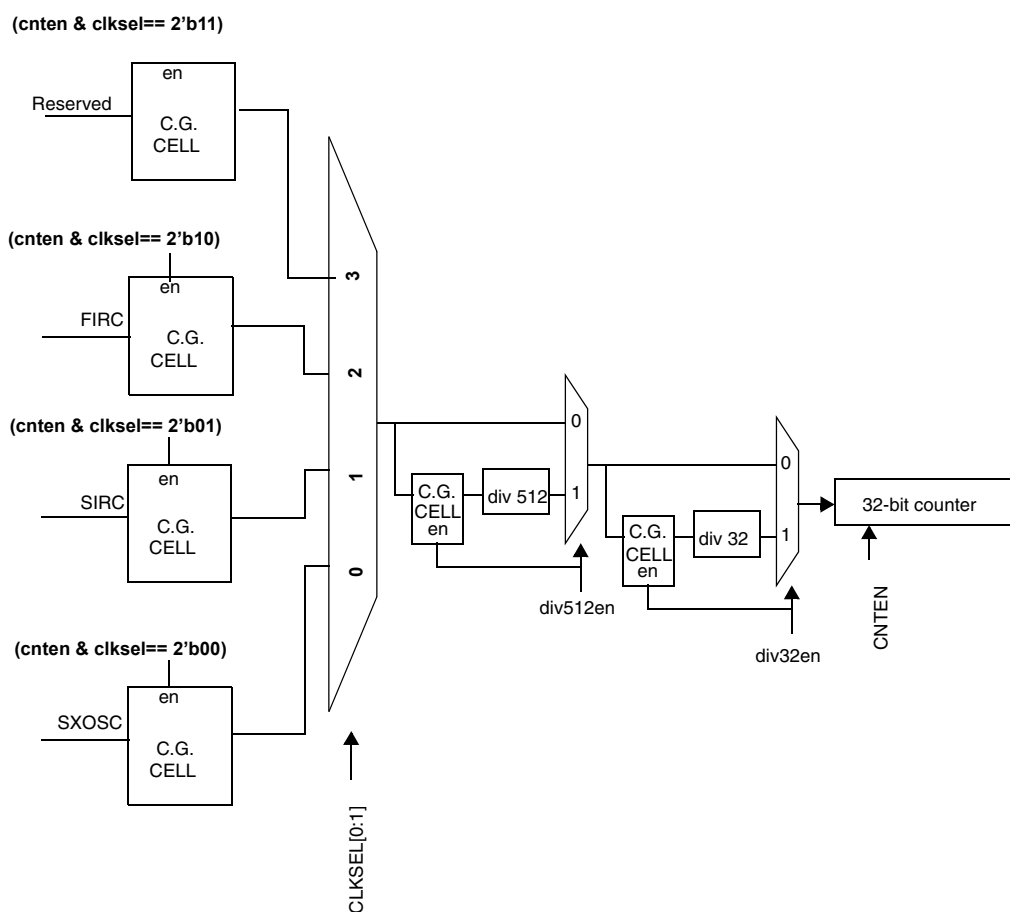 (cnten & clksel== 2'b11)
en
Reserved
C.G.
CELL
(cnten & clksel== 2'b10)
en
FIRC
C.G.
CELL
(cnten & clksel== 2'b01)
en
SIRC
C.G.
CELL
(cnten & clksel== 2'b00)
en
SXOSC
C.G.
CELL
3
2
1
0
CLKSEL[0:1]
C.G.
CELL
en
div 512
0
1
div512en
C.G.
CELL
en
div 32
0
1
div32en
32-bit counter
CNTEN